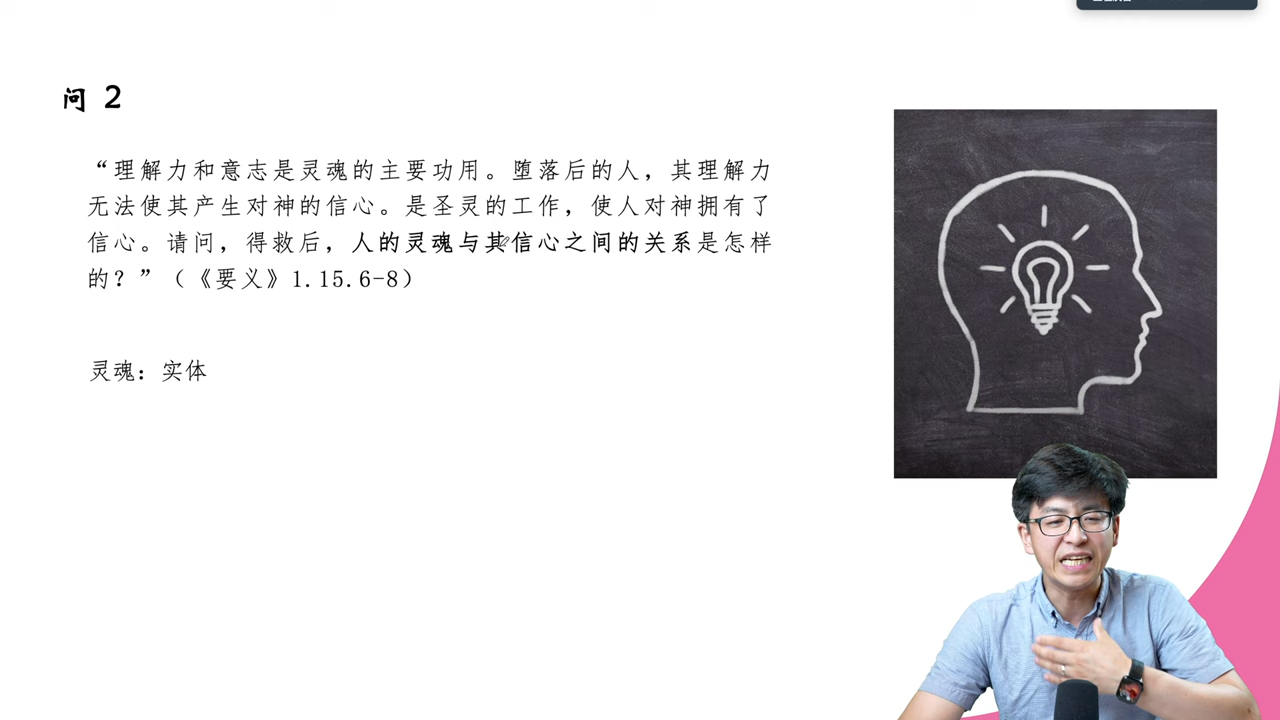 问 2
“理解力和意志是灵魂的主要功用。堕落后的人，其理解力
无法使其产生对神的信心。是圣灵的工作，使人对神拥有了
信心。请问，得救后，人的灵魂与其信心之间的关系是怎样
的？”（《要义》1.15.6-8）
灵魂：实体